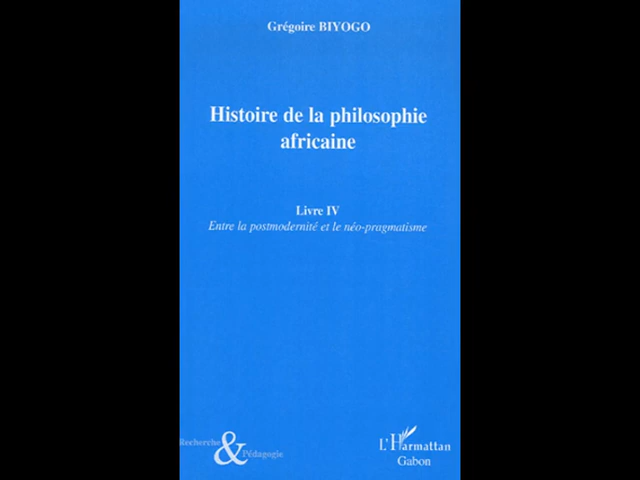 Grégoire BIYOGO
Histoire de la philosophie
africaine
Livre IV
Entre la postmodernité et le néo-pragmatisme
Recherche
&
Pédagogie
L'Harmattan
Gabon